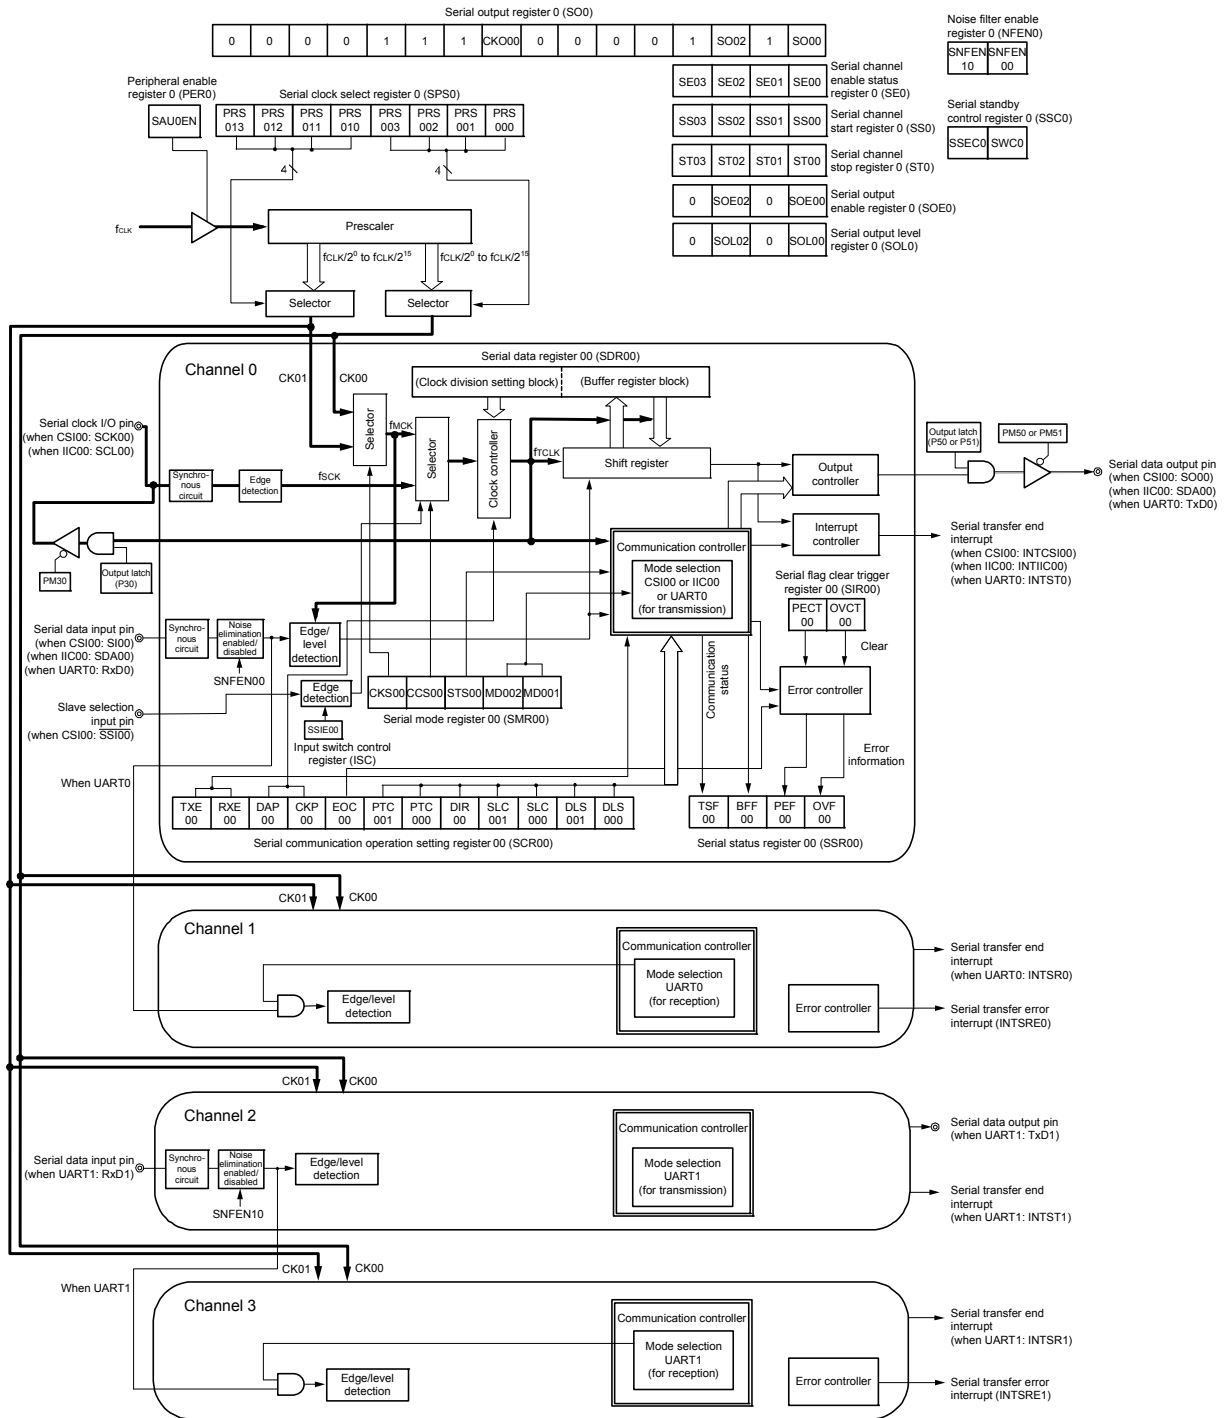 Serial output register 0 (SO0)
0 0 0 0 1 1 1 CKO00 0 0 0 0 1 SO02 1 SO00
Noise filter enable
register 0 (NFEN0)
SNFEN
10
SNFEN
00
Peripheral enable
register 0 (PER0)
SAU0EN
Serial clock select register 0 (SPS0)
PRS
013
PRS
012
PRS
011
PRS
010
PRS
003
PRS
002
PRS
001
PRS
000
4
4
SE03 SE02 SE01 SE00
Serial channel
enable status
register 0 (SE0)
SS03 SS02 SS01 SS00
Serial channel
start register 0 (SS0)
ST03 ST02 ST01 ST00
Serial channel
stop register 0 (ST0)
0 SOE02 0 SOE00
Serial output
enable register 0 (SOE0)
0 SOL02 0 SOL00
Serial output level
register 0 (SOL0)
Serial standby
control register 0 (SSC0)
SSEC0 SWC0
fCLK
Prescaler
fCLK/2^0 to fCLK/2^15
fCLK/2^0 to fCLK/2^15
Selector
Selector
Channel 0
CK01
CK00
Serial data register 00 (SDR00)
(Clock division setting block)
(Buffer register block)
Serial clock I/O pin
(when CSI00: SCK00)
(when IIC00: SCL00)
Synchro-
nous
circuit
Edge
detection
fSCK
Selector
fMCK
Selector
Clock controller
fTCLK
Shift register
Output
controller
Output latch
(P50 or P51)
PM50 or PM51
Serial data output pin
(when CSI00: SO00)
(when IIC00: SDA00)
(when UART0: TxD0)
Interrupt
controller
Serial transfer end
interrupt
(when CSI00: INTCSI00)
(when IIC00: INTIIC00)
(when UART0: INTST0)
PM30
Output latch
(P30)
Communication controller
Mode selection
CSI00 or IIC00
or UART0
(for transmission)
Serial flag clear trigger
register 00 (SIR00)
PECT
00
OVCT
00
Clear
Error controller
Communication
status
Error
information
Serial data input pin
(when CSI00: SI00)
(when IIC00: SDA00)
(when UART0: RxD0)
Synchro-
nous
circuit
Noise
elimination
enabled/
disabled
SNFEN00
Edge/
level
detection
Slave selection
input pin
(when CSI00: SSI00)
Edge
detection
SSIE00
Input switch control
register (ISC)
CKS00 CCS00 STS00 MD002 MD001
Serial mode register 00 (SMR00)
When UART0
TXE
00
RXE
00
DAP
00
CKP
00
EOC
00
PTC
001
PTC
000
DIR
00
SLC
001
SLC
000
DLS
001
DLS
000
Serial communication operation setting register 00 (SCR00)
TSF
00
BFF
00
PEF
00
OVF
00
Serial status register 00 (SSR00)
CK01
CK00
Channel 1
Communication controller
Mode selection
UART0
(for reception)
Edge/level
detection
Error controller
Serial transfer end
interrupt
(when UART0: INTSR0)
Serial transfer error
interrupt (INTSRE0)
CK01
CK00
Channel 2
Communication controller
Mode selection
UART1
(for transmission)
Serial data input pin
(when UART1: RxD1)
Synchro-
nous
circuit
Noise
elimination
enabled/
disabled
SNFEN10
Edge/level
detection
Serial data output pin
(when UART1: TxD1)
Serial transfer end
interrupt
(when UART1: INTST1)
When UART1
CK01
CK00
Channel 3
Communication controller
Mode selection
UART1
(for reception)
Edge/level
detection
Error controller
Serial transfer end
interrupt
(when UART1: INTSR1)
Serial transfer error
interrupt (INTSRE1)